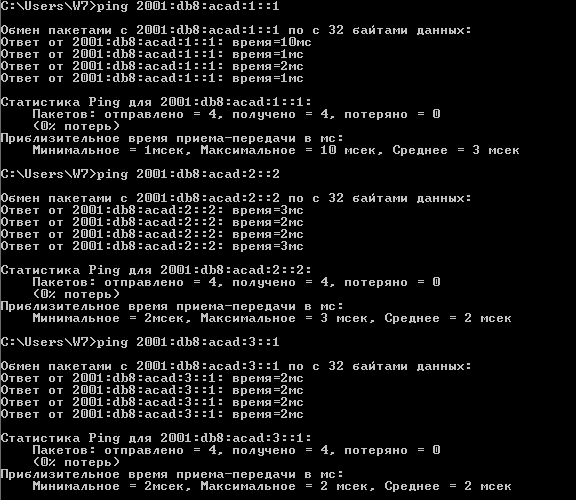 C:\Users\W7>ping 2001:db8:acad:1::1
Обмен пакетами с 2001:db8:acad:1::1 по с 32 байтами данных:
Ответ от 2001:db8:acad:1::1: время=10мс
Ответ от 2001:db8:acad:1::1: время=1мс
Ответ от 2001:db8:acad:1::1: время=2мс
Ответ от 2001:db8:acad:1::1: время=1мс
Статистика Ping для 2001:db8:acad:1::1:
Пакетов: отправлено = 4, получено = 4, потеряно = 0
(0% потерь)
Приблизительное время приема-передачи в мс:
Минимальное = 1мсек, Максимальное = 10 мсек, Среднее = 3 мсек
C:\Users\W7>ping 2001:db8:acad:2::2
Обмен пакетами с 2001:db8:acad:2::2 по с 32 байтами данных:
Ответ от 2001:db8:acad:2::2: время=3мс
Ответ от 2001:db8:acad:2::2: время=2мс
Ответ от 2001:db8:acad:2::2: время=2мс
Ответ от 2001:db8:acad:2::2: время=3мс
Статистика Ping для 2001:db8:acad:2::2:
Пакетов: отправлено = 4, получено = 4, потеряно = 0
(0% потерь)
Приблизительное время приема-передачи в мс:
Минимальное = 2мсек, Максимальное = 3 мсек, Среднее = 2 мсек
C:\Users\W7>ping 2001:db8:acad:3::1
Обмен пакетами с 2001:db8:acad:3::1 по с 32 байтами данных:
Ответ от 2001:db8:acad:3::1: время=2мс
Ответ от 2001:db8:acad:3::1: время=2мс
Ответ от 2001:db8:acad:3::1: время=2мс
Ответ от 2001:db8:acad:3::1: время=2мс
Статистика Ping для 2001:db8:acad:3::1:
Пакетов: отправлено = 4, получено = 4, потеряно = 0
(0% потерь)
Приблизительное время приема-передачи в мс:
Минимальное = 2мсек, Максимальное = 2 мсек, Среднее = 2 мсек